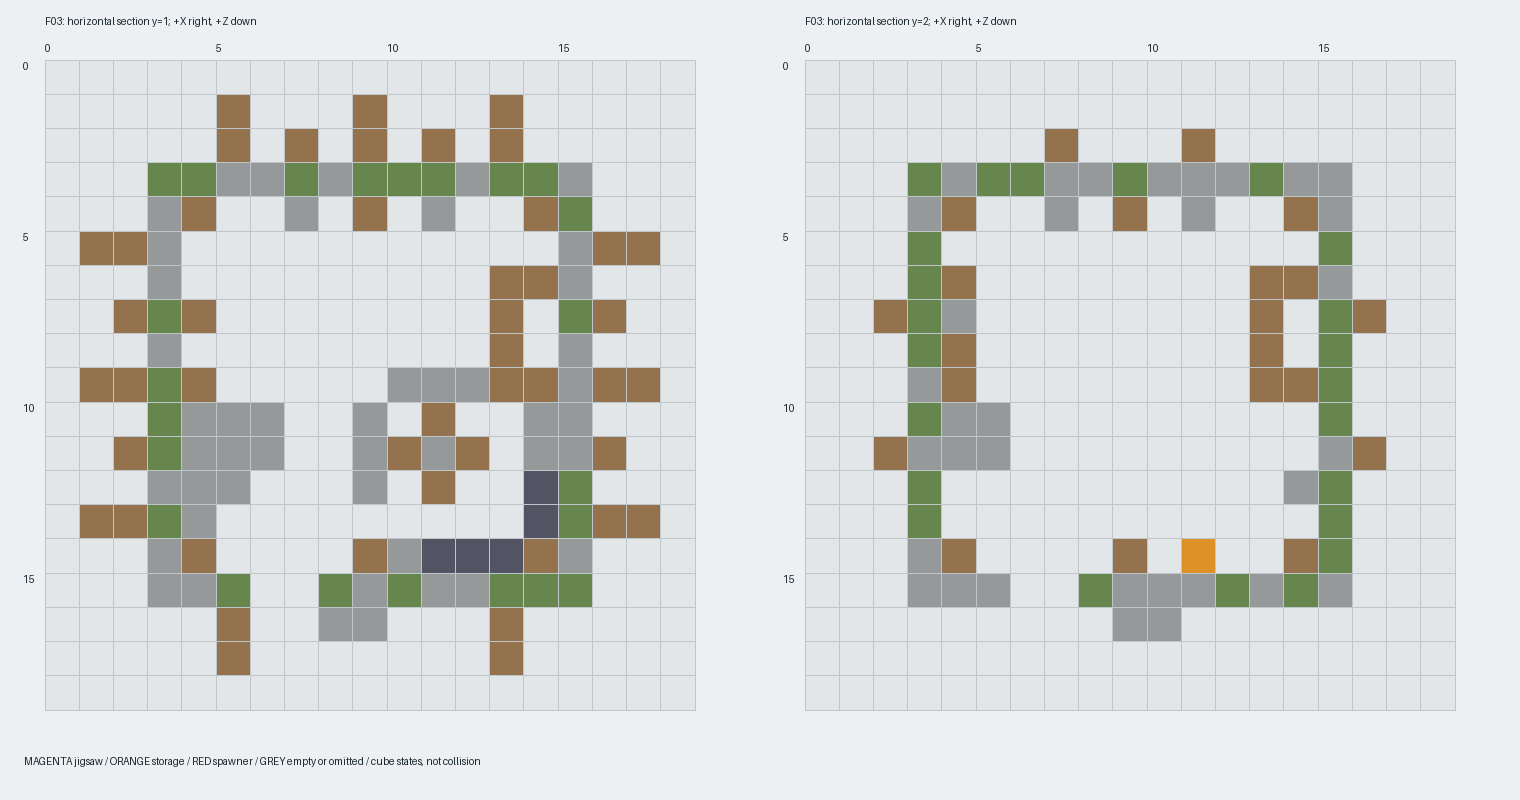 F03: horizontal section y=1; +X right, +Z down
F03: horizontal section y=2; +X right, +Z down
0 5 10 15
0 5 10 15
0
0
5
5
10
10
15
15
MAGENTA jigsaw / ORANGE storage / RED spawner / GREY empty or omitted / cube states, not collision